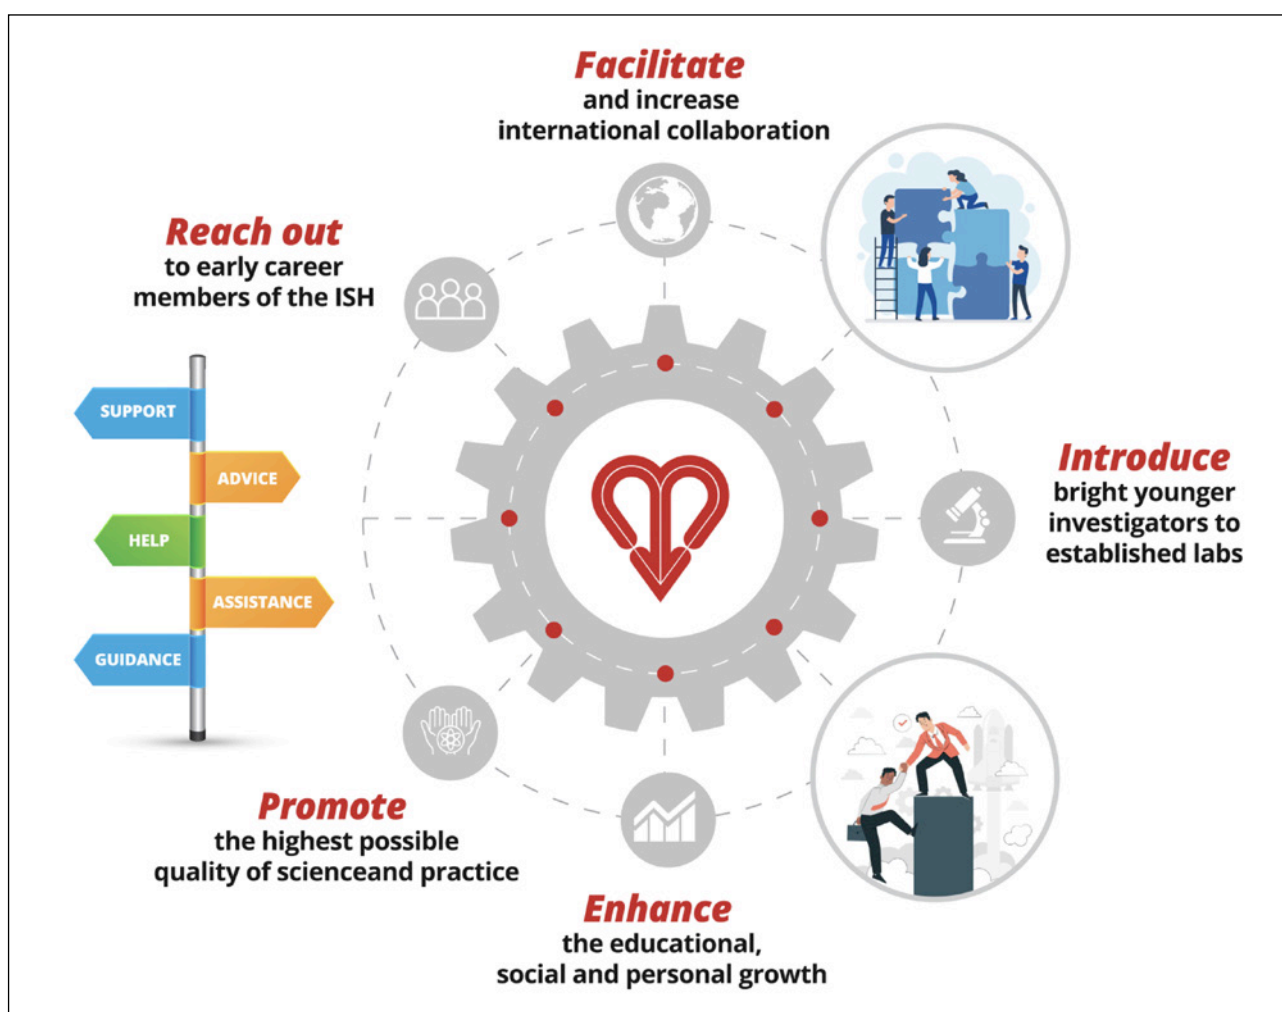 Facilitate
and increase
international collaboration
Reach out
to early career
members of the ISH
SUPPORT
ADVICE
HELP
ASSISTANCE
GUIDANCE
Introduce
bright younger
investigators to
established labs
Promote
the highest possible
quality of scienceand practice
Enhance
the educational,
social and personal growth